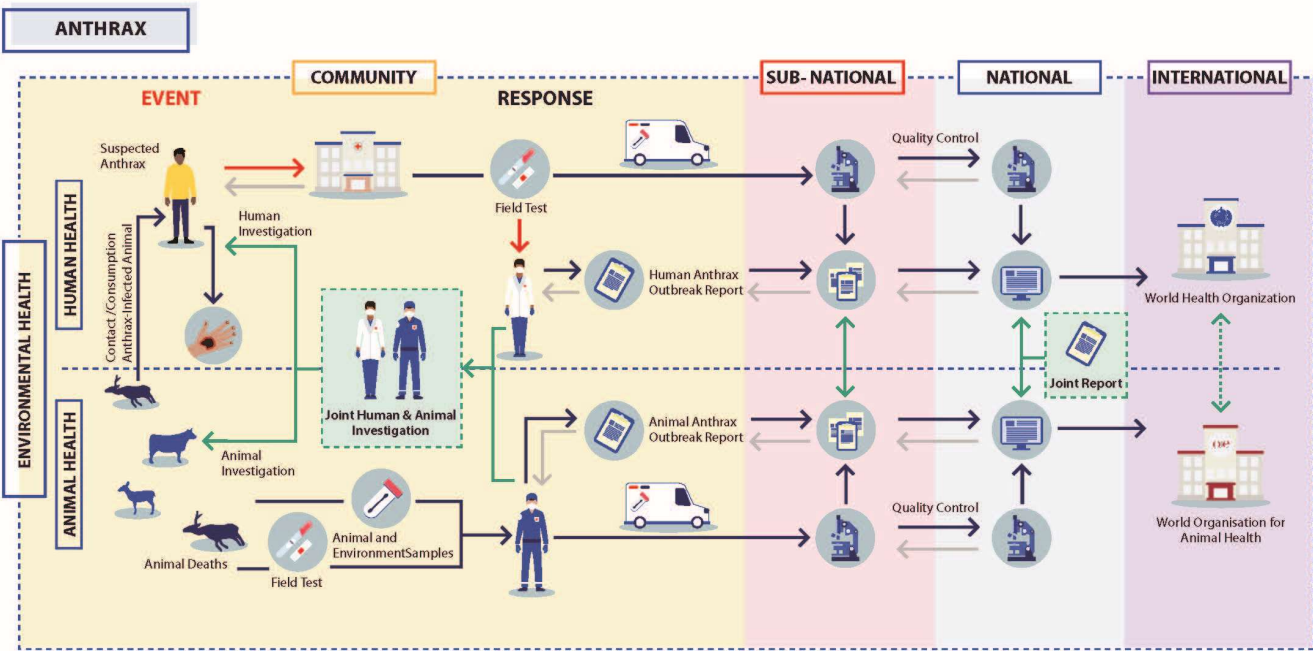 ANTHRAX
COMMUNITY
SUB- NATIONAL
NATIONAL
INTERNATIONAL
EVENT
RESPONSE
Suspected
Anthrax
Quality Control
Field Test
Human
Investigation
ENVIRONMENTAL HEALTH
HUMAN HEALTH
Contact /Consumption
Anthrax-Infected Animal
Human Anthrax
Outbreak Report
World Health Organization
Joint Report
Joint Human & Animal
Investigation
ANIMAL HEALTH
Animal Anthrax
Outbreak Report
Animal
Investigation
oie
Quality Control
Animal and
EnvironmentSamples
World Organisation for
Animal Health
Animal Deaths
Field Test